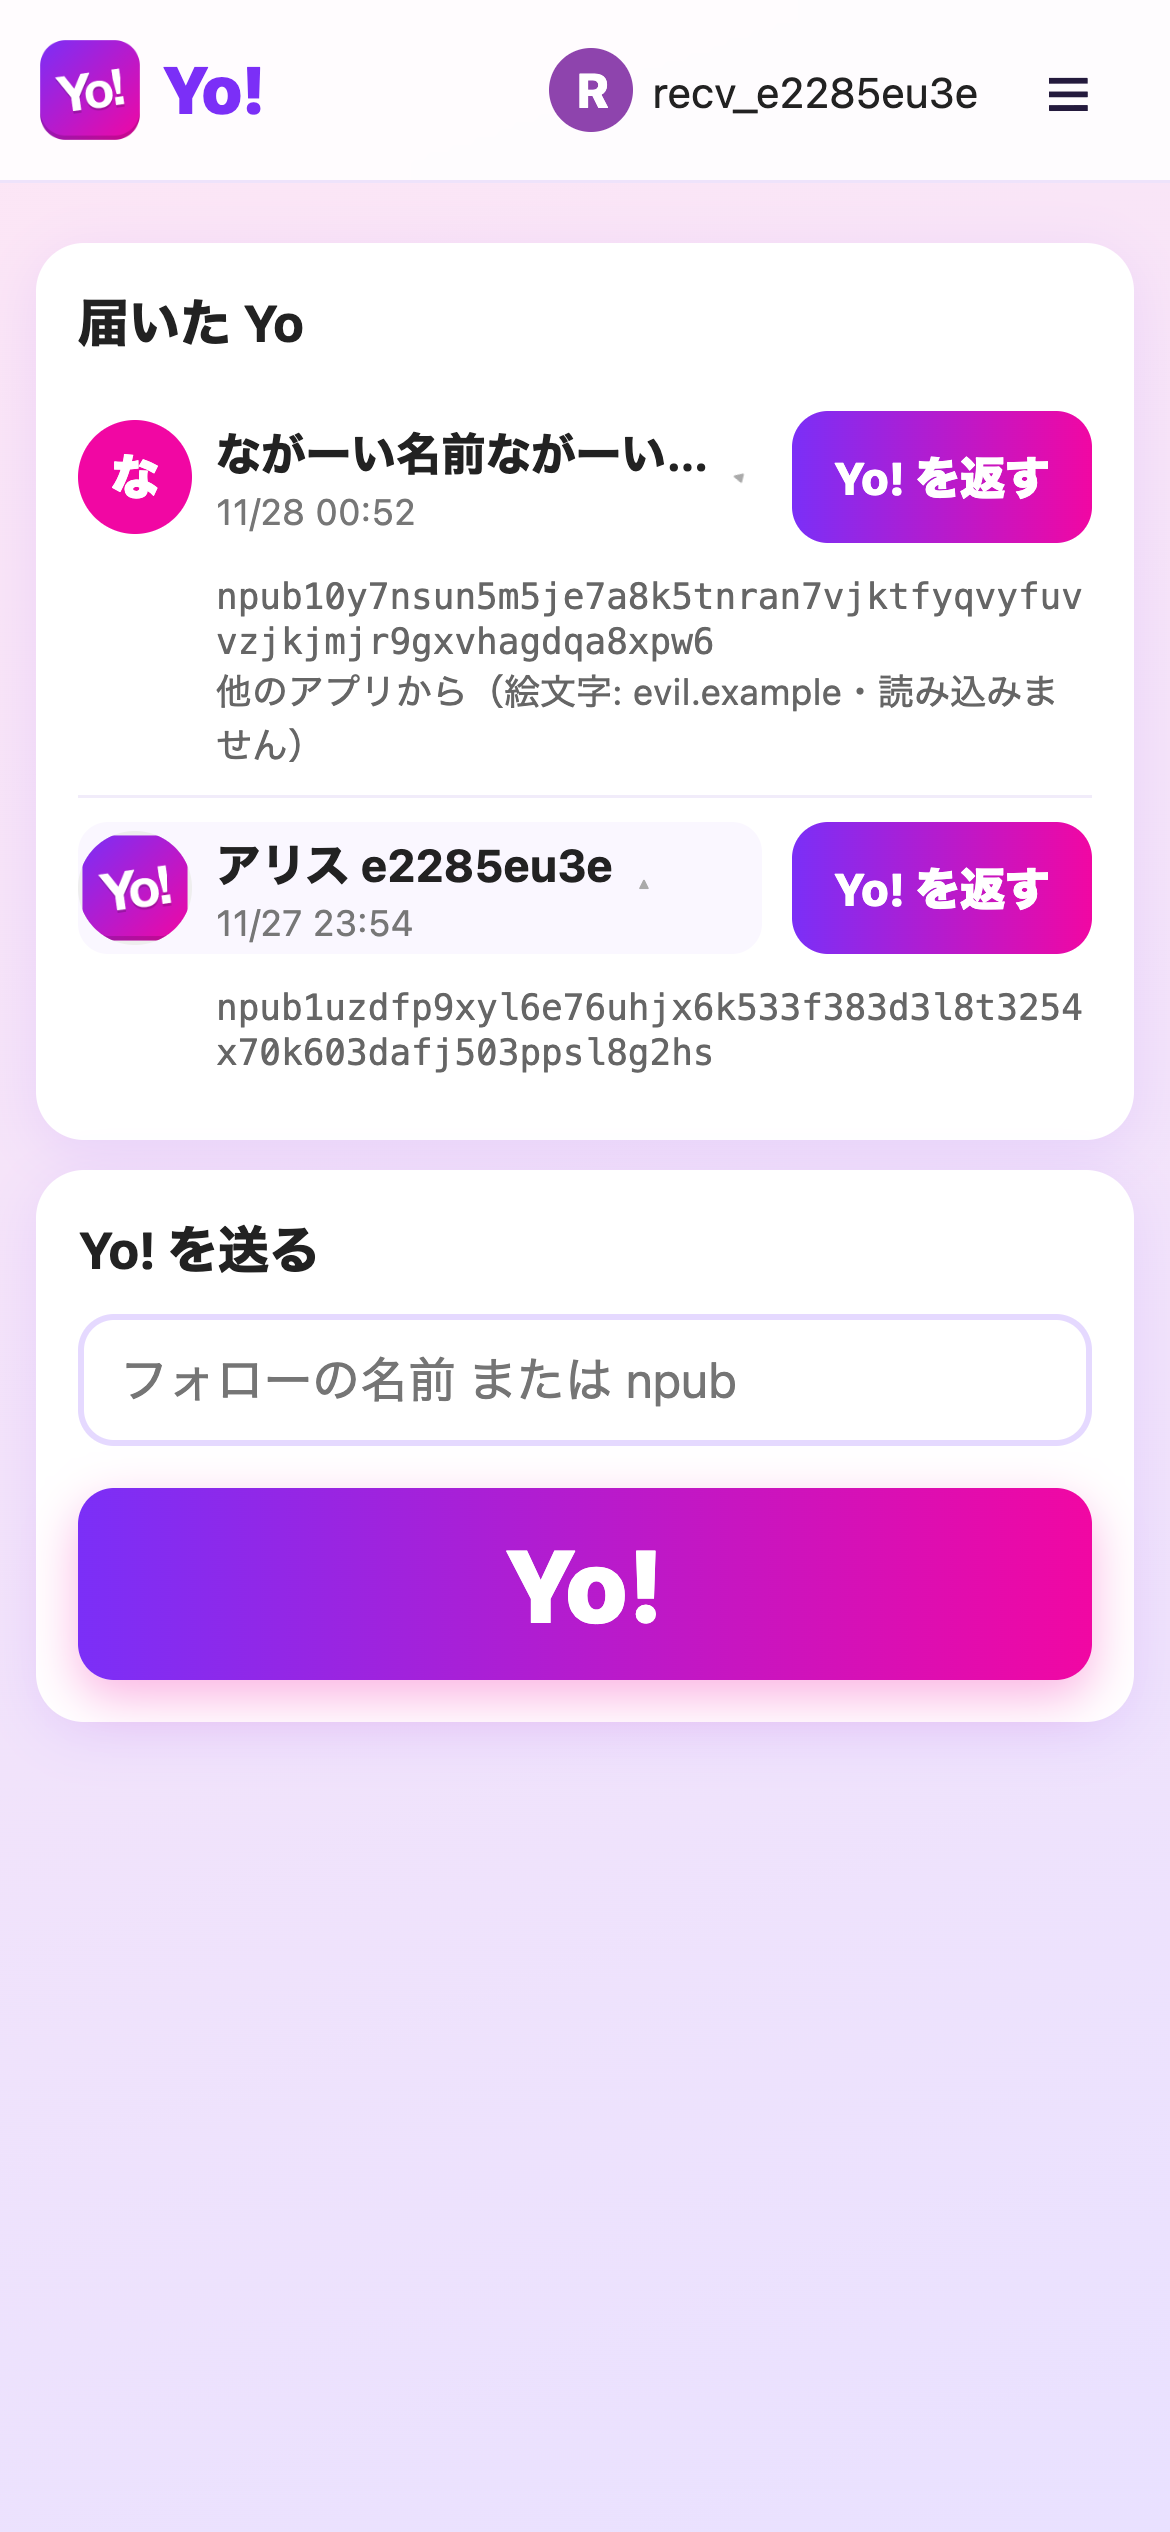 Yo! Yo! R recv_e2285eu3e
届いた Yo
な ながーい名前ながーい... Yo! を返す
11/28 00:52
npub10y7nsun5m5je7a8k5tnran7vjktfyqvyfuv
vzjkjmjr9gxvhagdqa8xpw6
他のアプリから（絵文字: evil.example・読み込みま
せん）
Yo! アリス e2285eu3e Yo! を返す
11/27 23:54
npub1uzdfp9xyl6e76uhjx6k533f383d3l8t3254
x70k603dafj503ppsl8g2hs
Yo! を送る
フォローの名前 または npub
Yo!